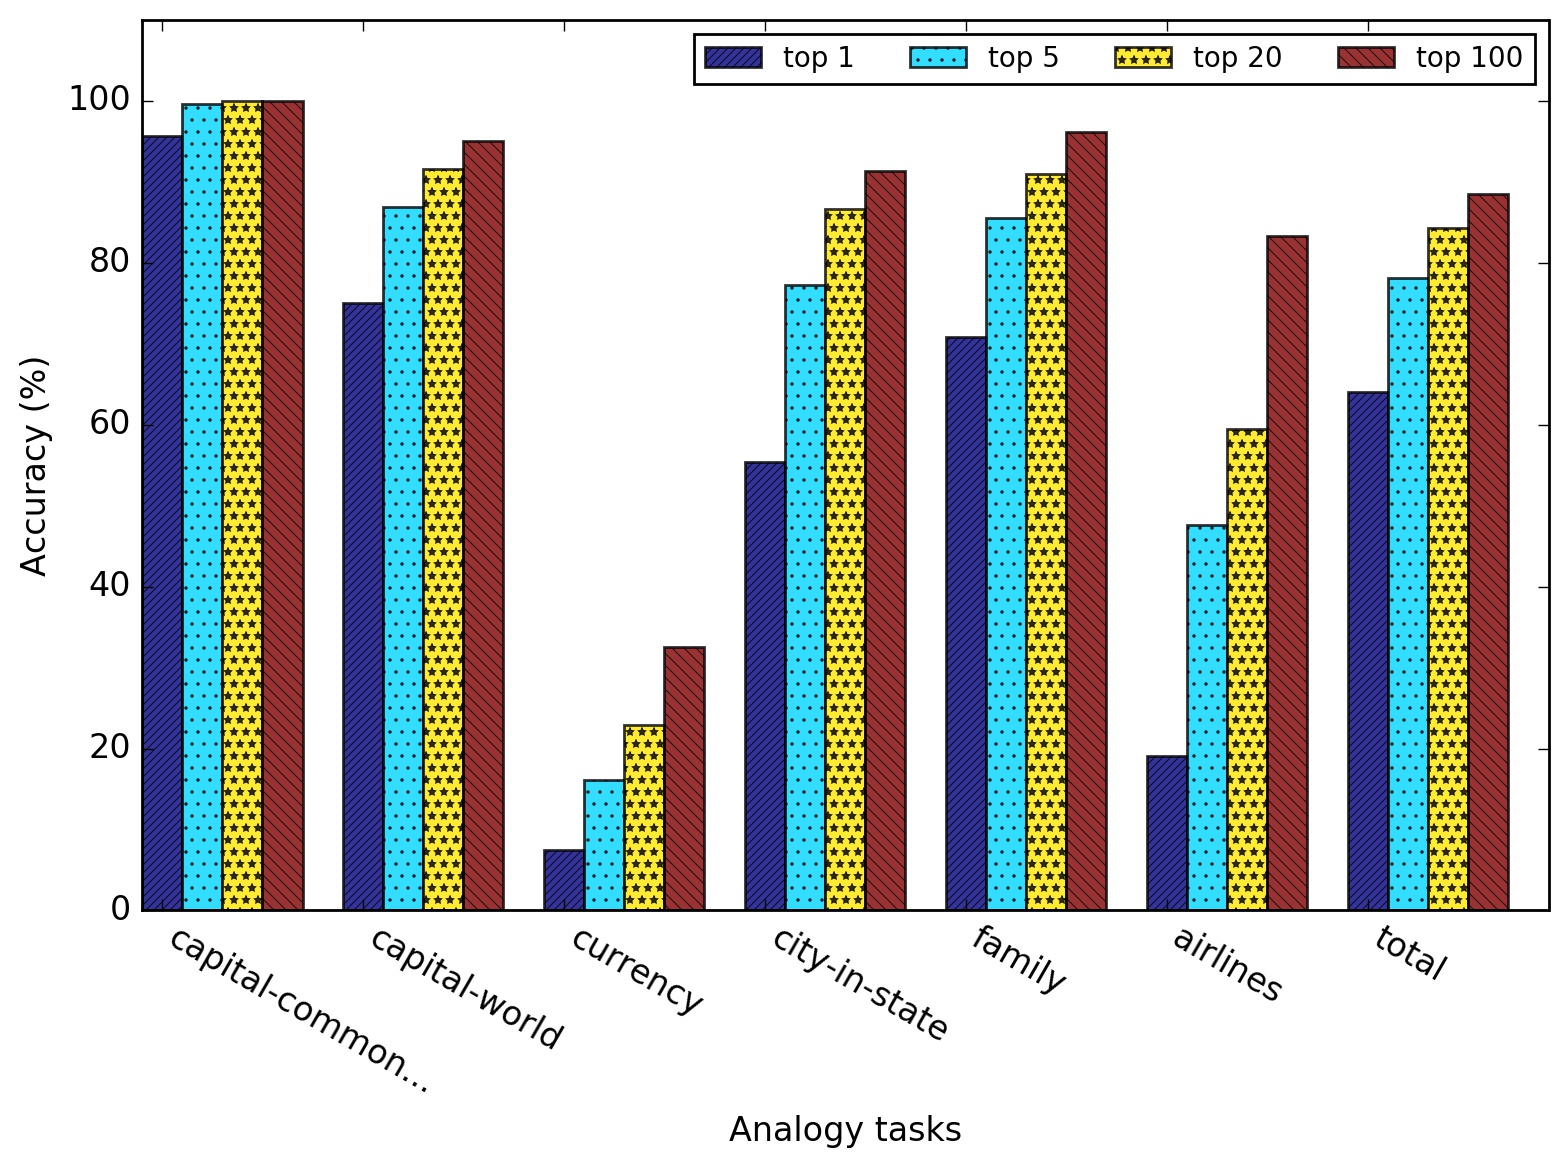 top 1 top 5 top 20 top 100
100
80
60
40
20
0
Accuracy (%)
capital-common...
capital-world
currency
city-in-state
family
airlines
total
Analogy tasks